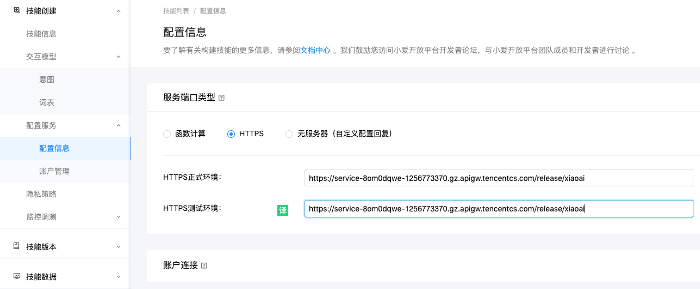 技能创建
技能信息
交互模型
意图
词表
配置服务
配置信息
账户管理
隐私策略
监控调测
技能版本
技能数据
技能列表 / 配置信息
配置信息
要了解有关构建技能的更多信息，请参阅文档中心 。我们鼓励您访问小爱开放平台开发者论坛，与小爱开放平台团队成员和开发者进行讨论 。
服务端口类型
函数计算
HTTPS
无服务器（自定义配置回复）
HTTPS正式环境：
https://service-8om0dqwe-1256773370.gz.apigw.tencentcs.com/release/xiaoai
HTTPS测试环境：
译
https://service-8om0dqwe-1256773370.gz.apigw.tencentcs.com/release/xiaoai
账户连接